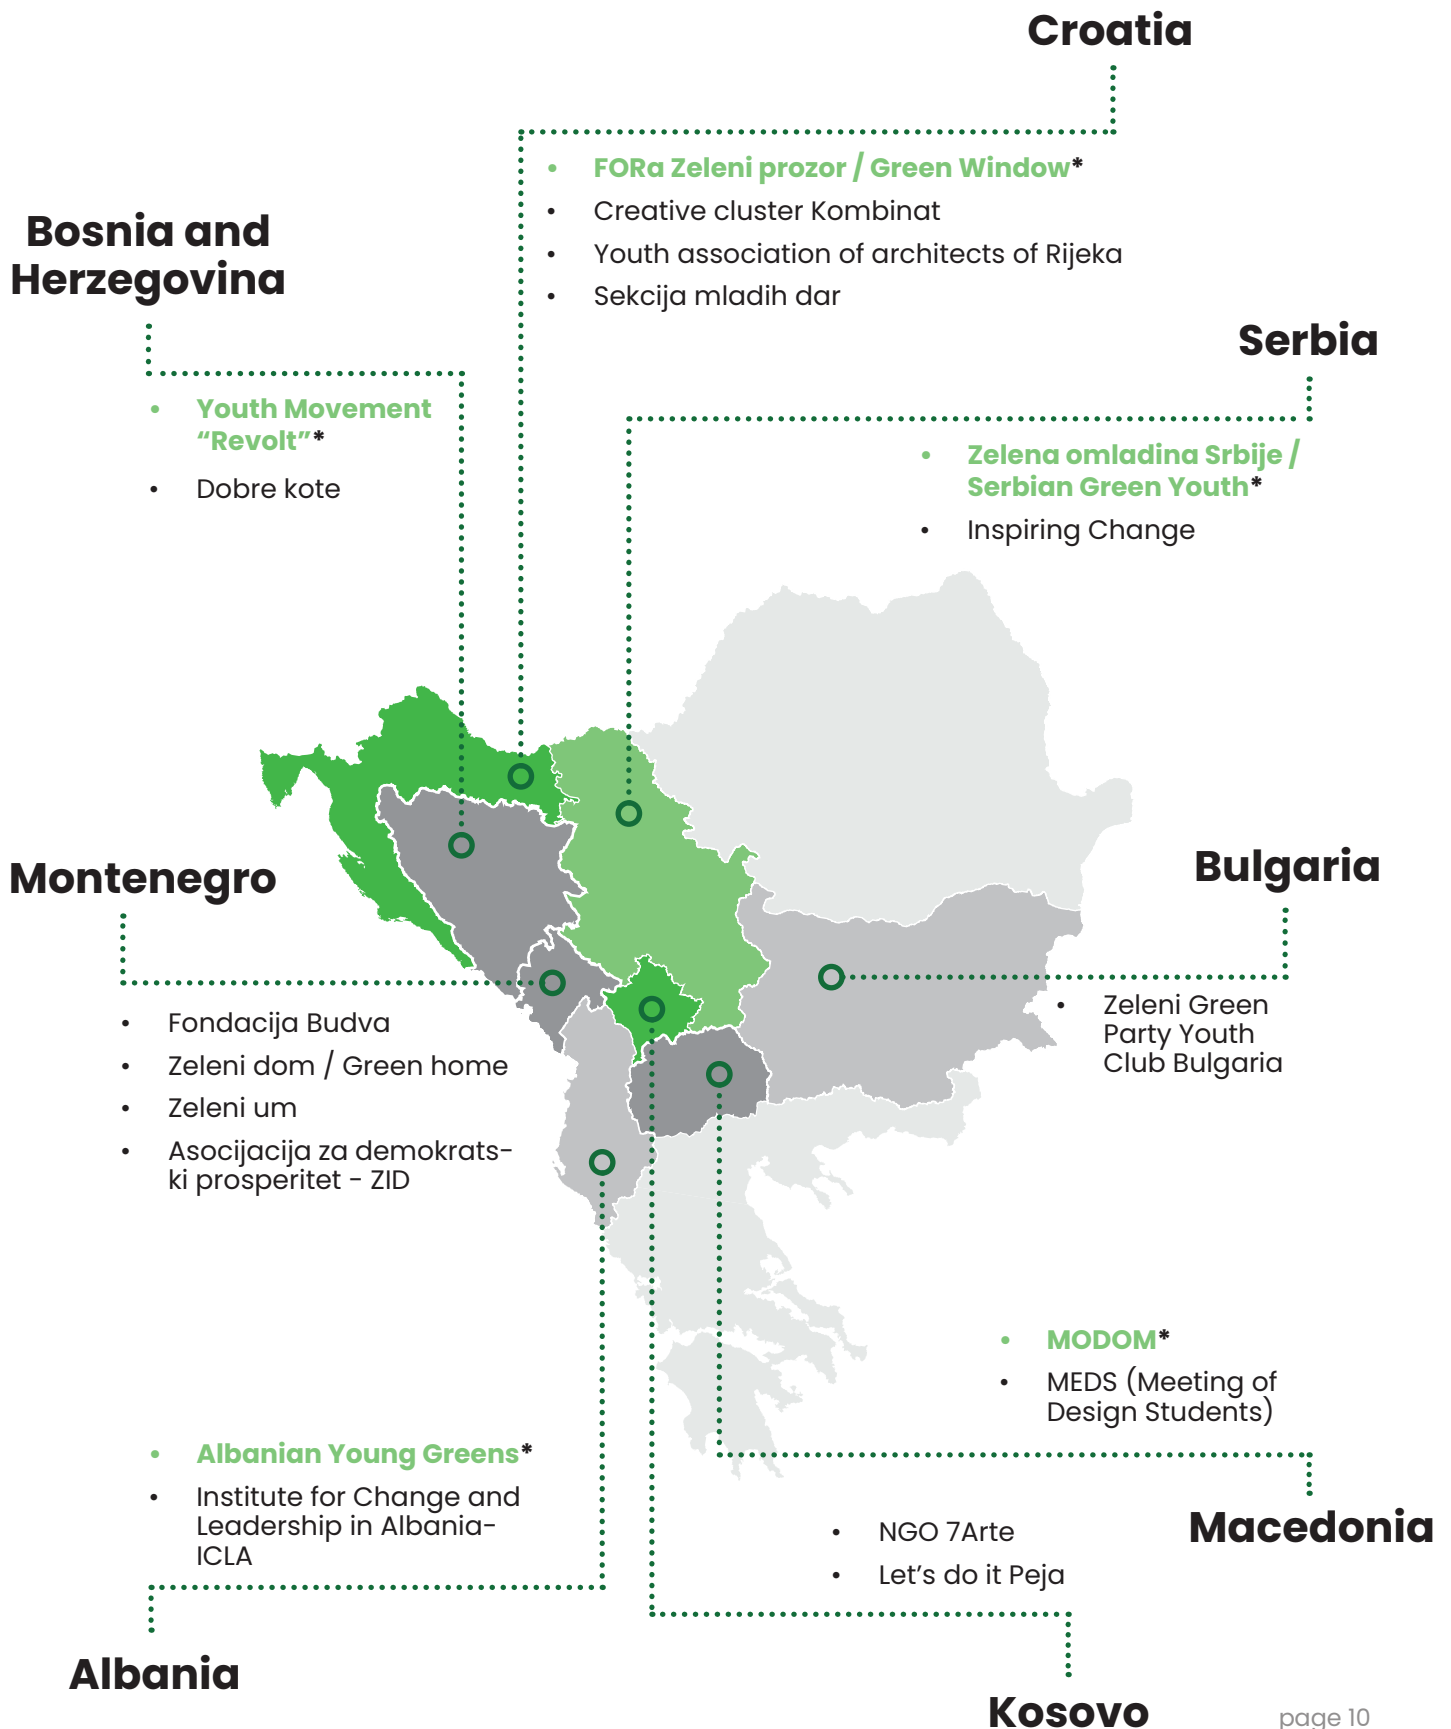 Croatia
• FORa Zeleni prozor / Green Window*
• Creative cluster Kombinat
• Youth association of architects of Rijeka
• Sekcija mladih dar
Bosnia and
Herzegovina
• Youth Movement
“Revolt”*
• Dobre kote
Serbia
• Zelena omladina Srbije /
Serbian Green Youth*
• Inspiring Change
Montenegro
• Fondacija Budva
• Zeleni dom / Green home
• Zeleni um
• Asocijacija za demokrats-
ki prosperitet - ZID
Bulgaria
• Zeleni Green
Party Youth
Club Bulgaria
• MODOM*
• MEDS (Meeting of
Design Students)
Macedonia
• Albanian Young Greens*
• Institute for Change and
Leadership in Albania-
ICLA
Albania
• NGO 7Arte
• Let’s do it Peja
Kosovo
page 10